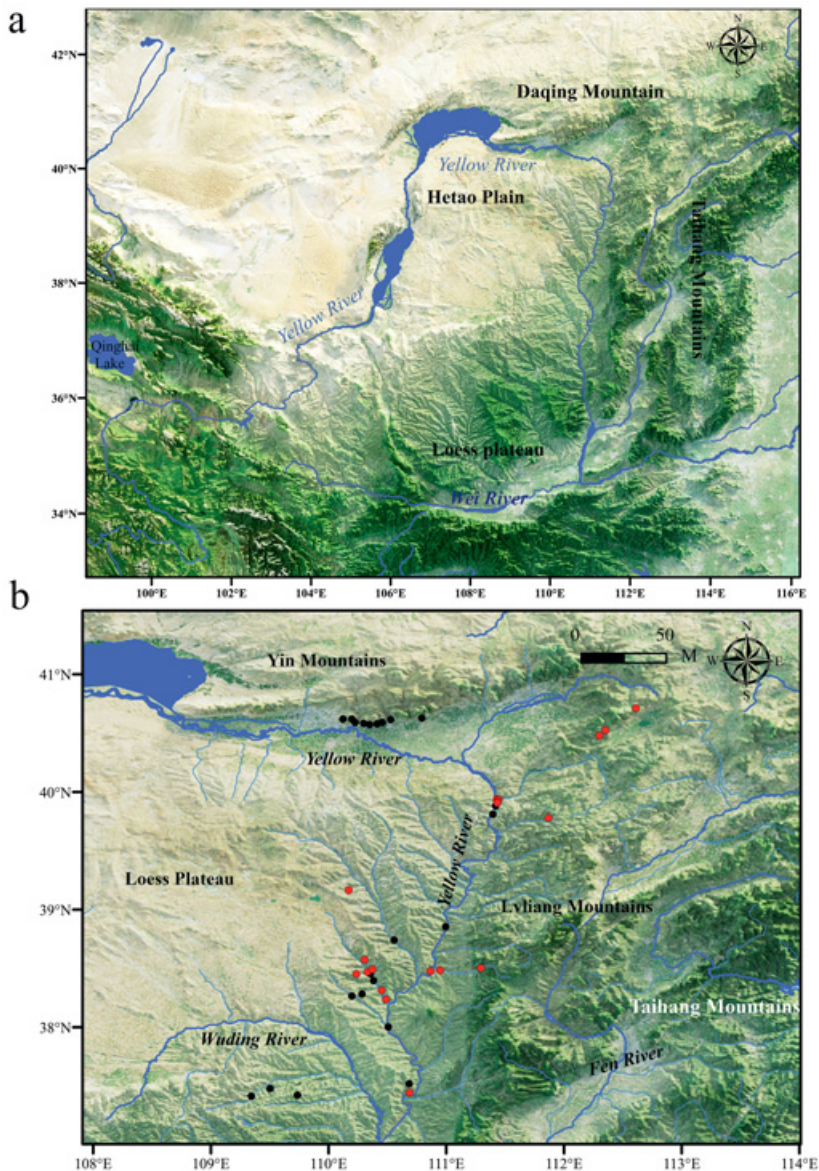 a
42°N
N
W
E
S
Daqing Mountain
40°N
Yellow River
Hetao Plain
Taihang Mountains
38°N
Yellow River
Qinghai
Lake
36°N
Loess plateau
Wei River
34°N
100°E
102°E
104°E
106°E
108°E
110°E
112°E
114°E
116°E
b
0
50
M
N
W
E
S
41°N
Yin Mountains
Yellow River
40°N
Yellow River
Loess Plateau
39°N
Lvliang Mountains
Taihang Mountains
38°N
Wuding River
Fen River
108°E
109°E
110°E
111°E
112°E
113°E
114°E